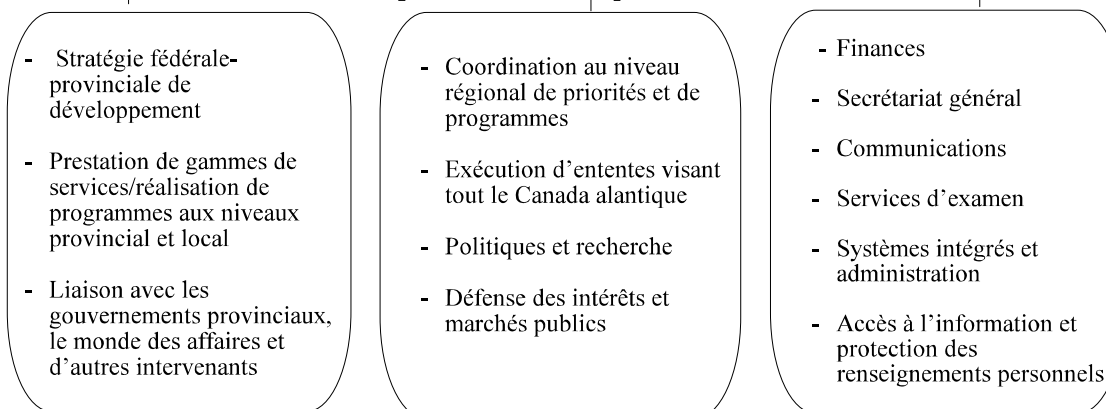 - Stratégie fédérale-
provinciale de
développement
- Prestation de gammes de
services/réalisation de
programmes aux niveaux
provincial et local
- Liaison avec les
gouvernements provinciaux,
le monde des affaires et
d’autres intervenants
- Coordination au niveau
régional de priorités et de
programmes
- Exécution d’ententes visant
tout le Canada alantique
- Politiques et recherche
- Défense des intérêts et
marchés publics
- Finances
- Secrétariat général
- Communications
- Services d’examen
- Systèmes intégrés et
administration
- Accès à l’information et
protection des
renseignements personnels